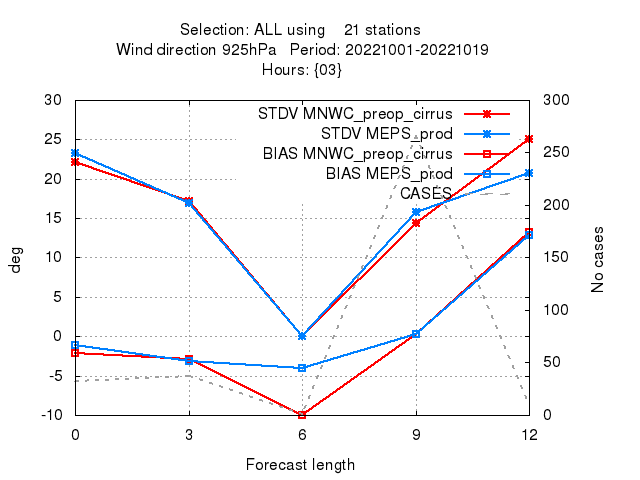 Selection: ALL using    21 stations
Wind direction 925hPa   Period: 20221001-20221019
Hours: {03}
30
25
20
15
10
5
0
-5
-10
deg
300
250
200
150
100
50
0
No cases
STDV MNWC_preop_cirrus
STDV MEPS_prod
BIAS MNWC_preop_cirrus
BIAS MEPS_prod
CASES
0 3 6 9 12
Forecast length